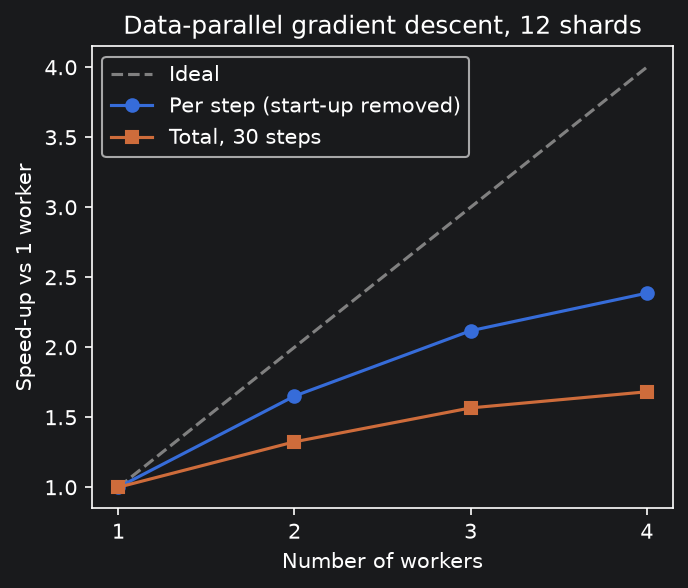 Data-parallel gradient descent, 12 shards
Ideal
Per step (start-up removed)
Total, 30 steps
Speed-up vs 1 worker
4.0
3.5
3.0
2.5
2.0
1.5
1.0
1
2
3
4
Number of workers